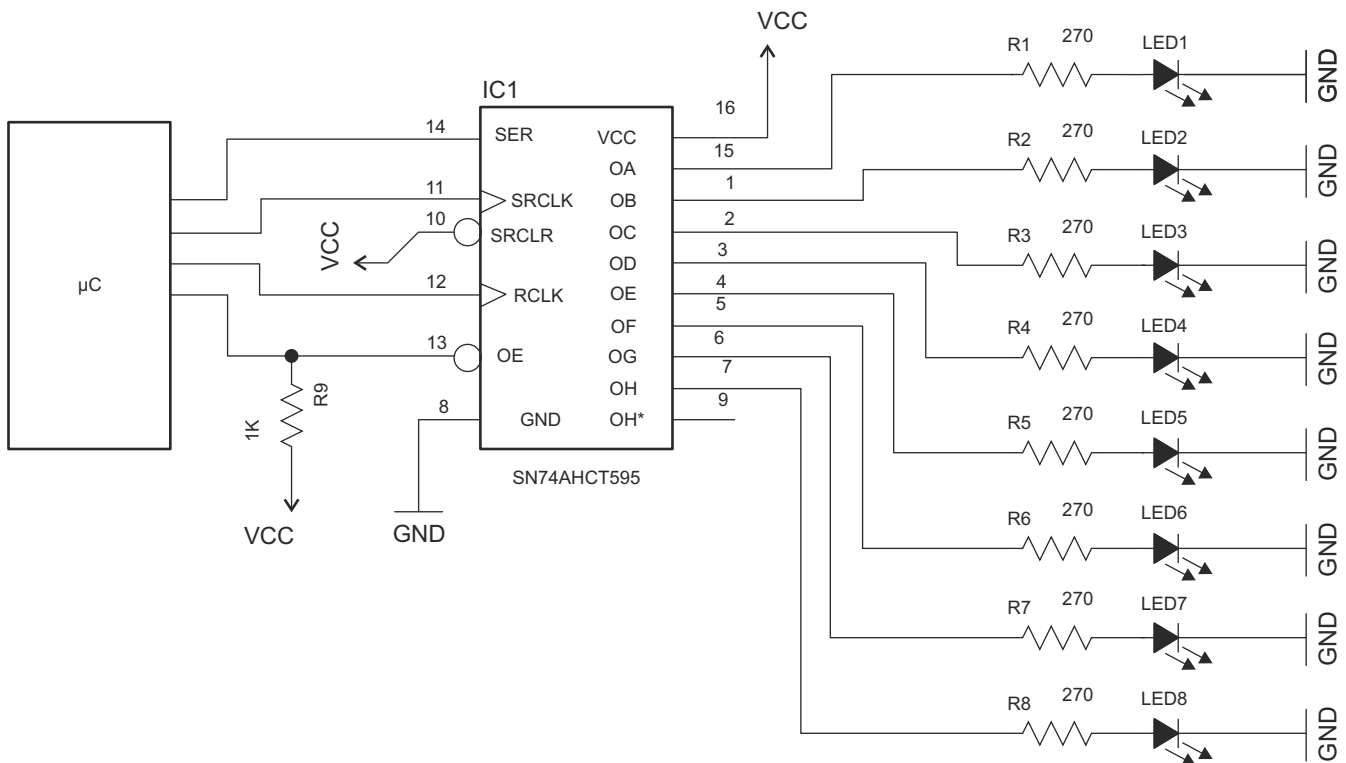 VCC
IC1
µC
14
SER
11
SRCLK
10
SRCLR
VCC
12
RCLK
13
OE
R9
1K
VCC
8
GND
GND
16
VCC
15
OA
1
OB
2
OC
3
OD
4
OE
5
OF
6
OG
7
OH
9
OH*
SN74AHCT595
R1 270 LED1 GND
R2 270 LED2 GND
R3 270 LED3 GND
R4 270 LED4 GND
R5 270 LED5 GND
R6 270 LED6 GND
R7 270 LED7 GND
R8 270 LED8 GND